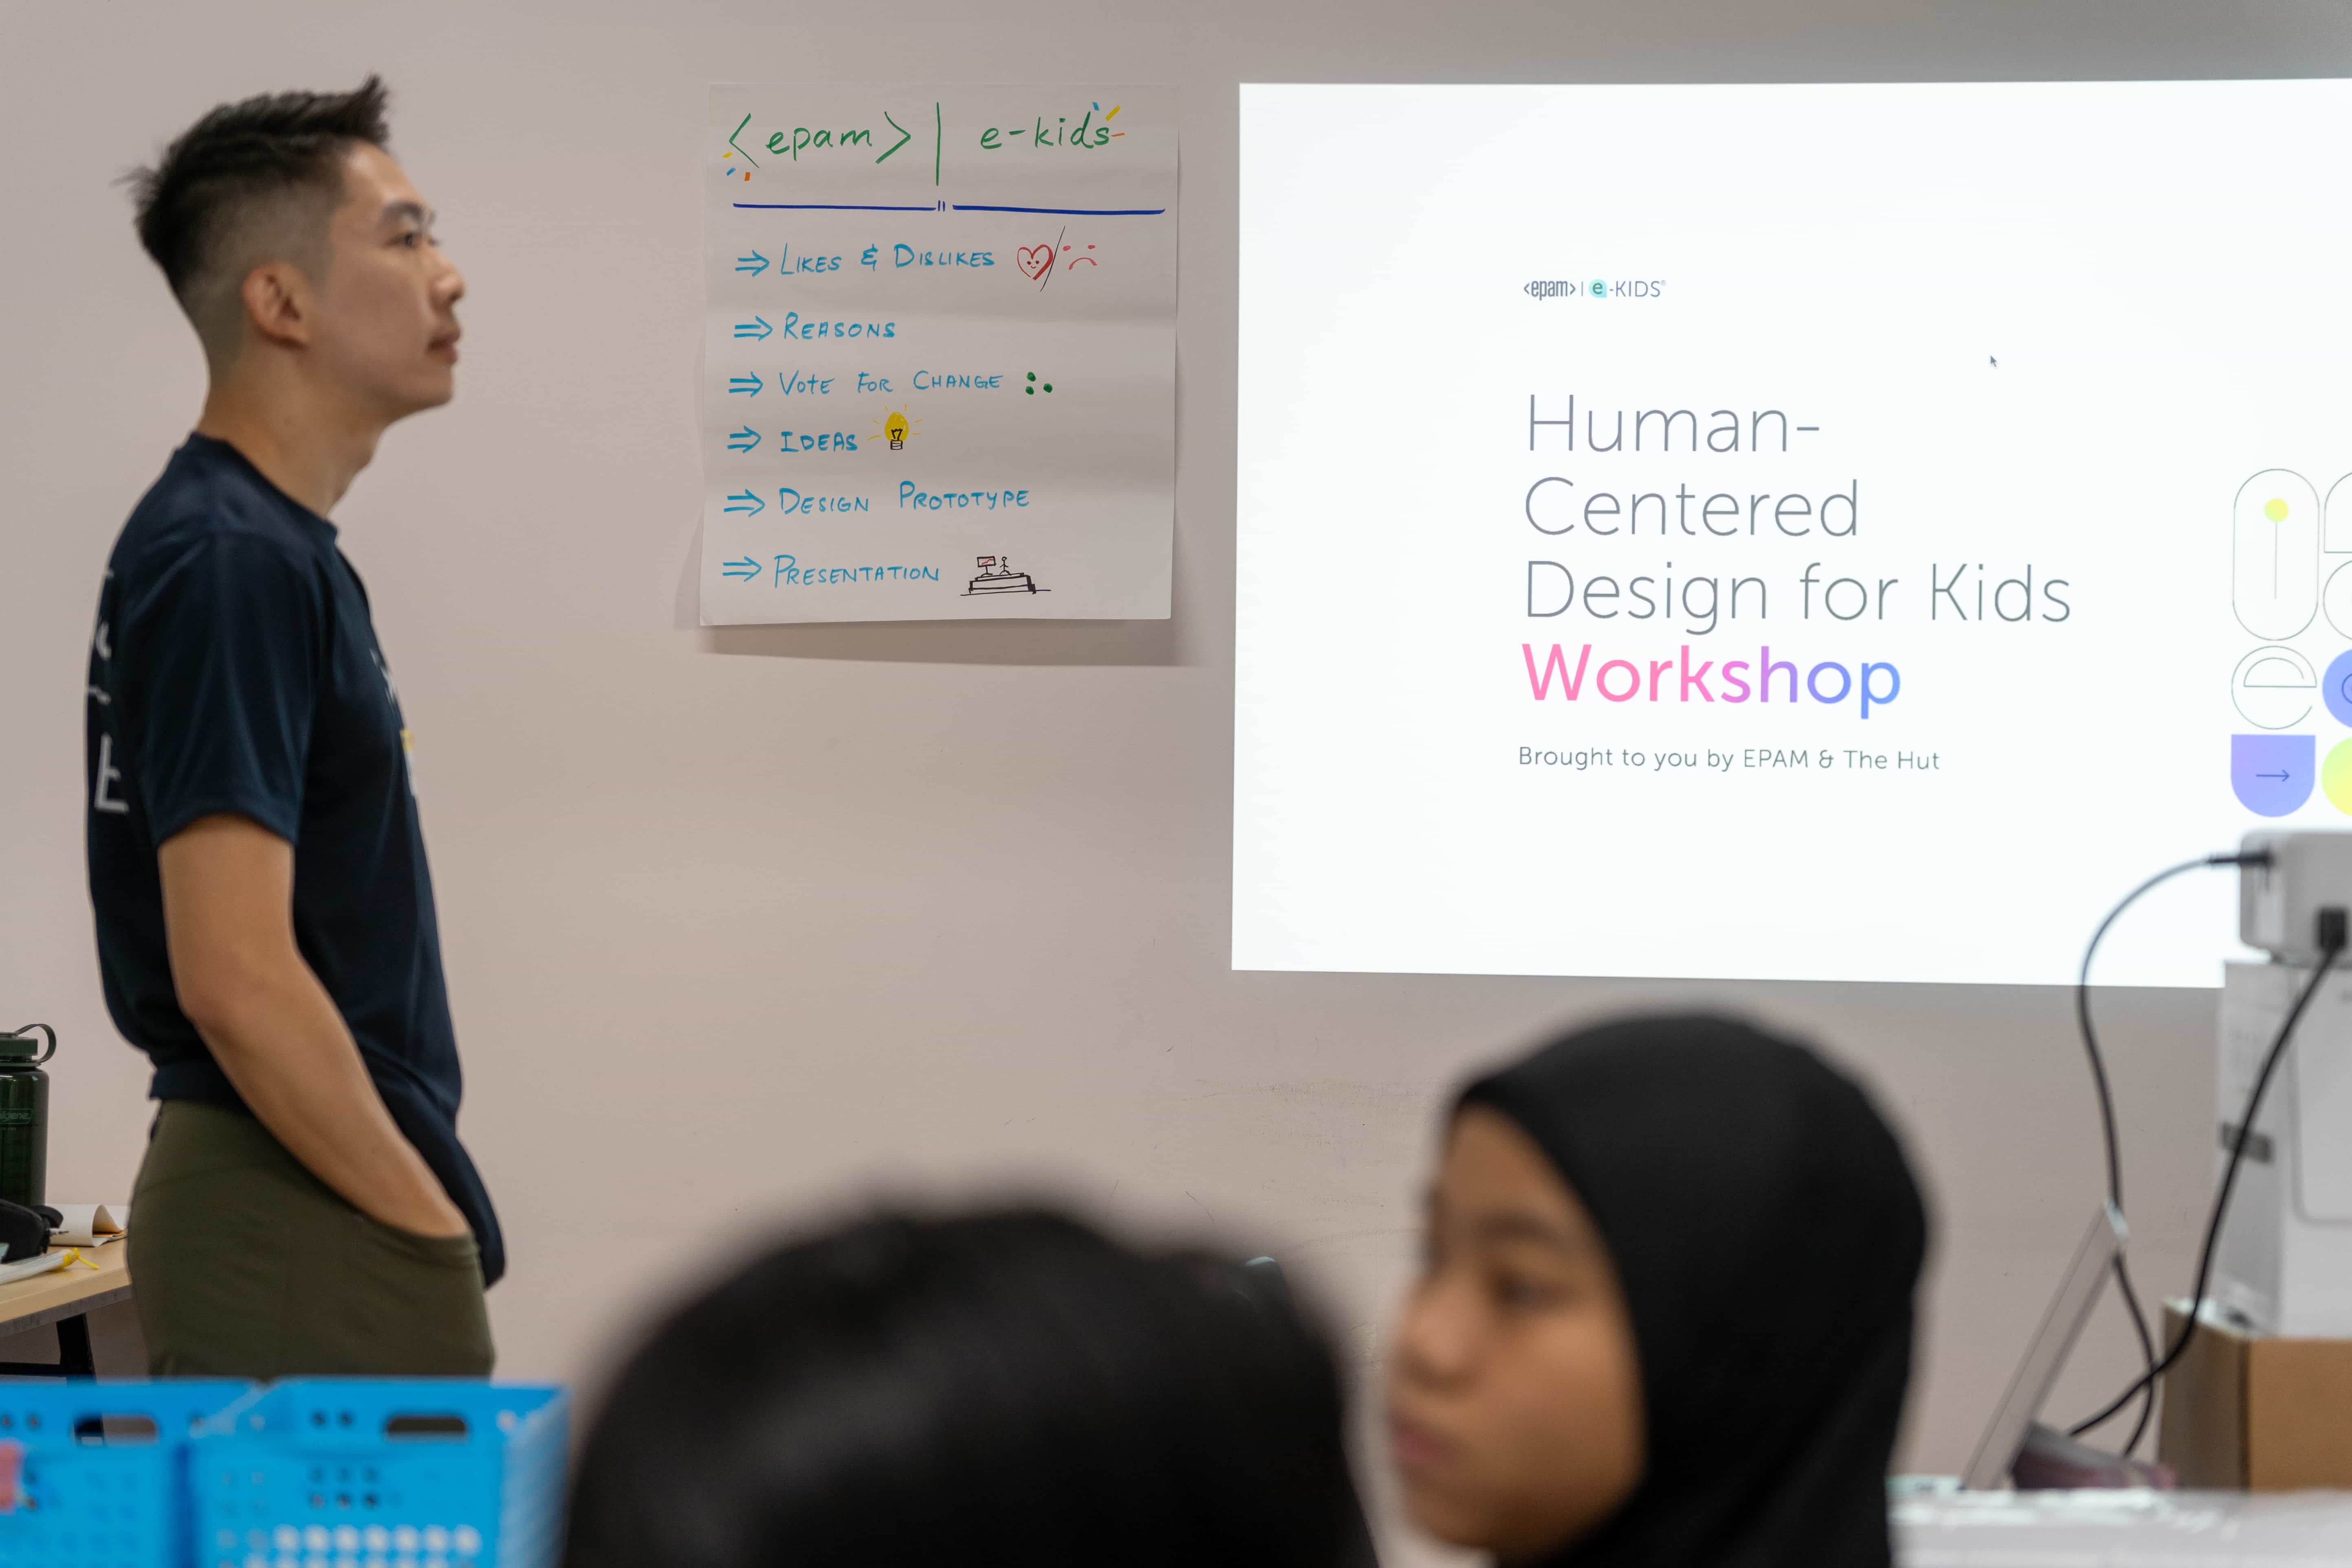 <epam> | e-kids
⇒ LIKES & DISLIKES
⇒ REASONS
⇒ VOTE FOR CHANGE
⇒ IDEAS
⇒ DESIGN PROTOTYPE
⇒ PRESENTATION
<epam> | e-KIDS®
Human-
Centered
Design for Kids
Workshop
Brought to you by EPAM & The Hut